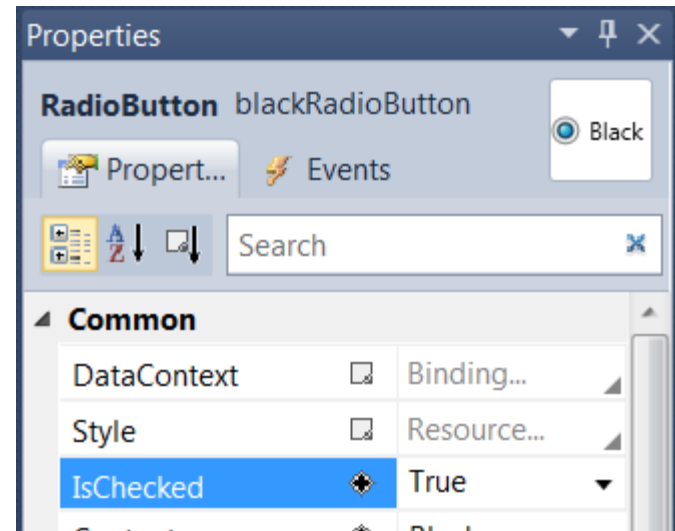 Properties
RadioButton blackRadioButton
Black
Propert... Events
Search
Common
DataContext Binding...
Style Resource...
IsChecked True